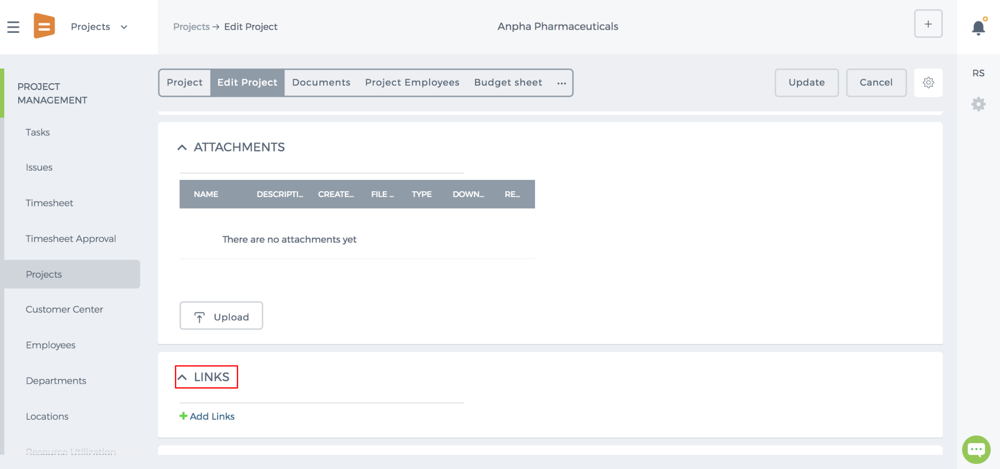 Projects
Projects → Edit Project
Anpha Pharmaceuticals
+
RS
PROJECT
MANAGEMENT
Tasks
Issues
Timesheet
Timesheet Approval
Projects
Customer Center
Employees
Departments
Locations
Resource Utilization
Project
Edit Project
Documents
Project Employees
Budget sheet
...
Update
Cancel
ATTACHMENTS
NAME DESCRIPTI... CREATE... FILE ... TYPE DOWN... RE...
There are no attachments yet
Upload
LINKS
Add Links